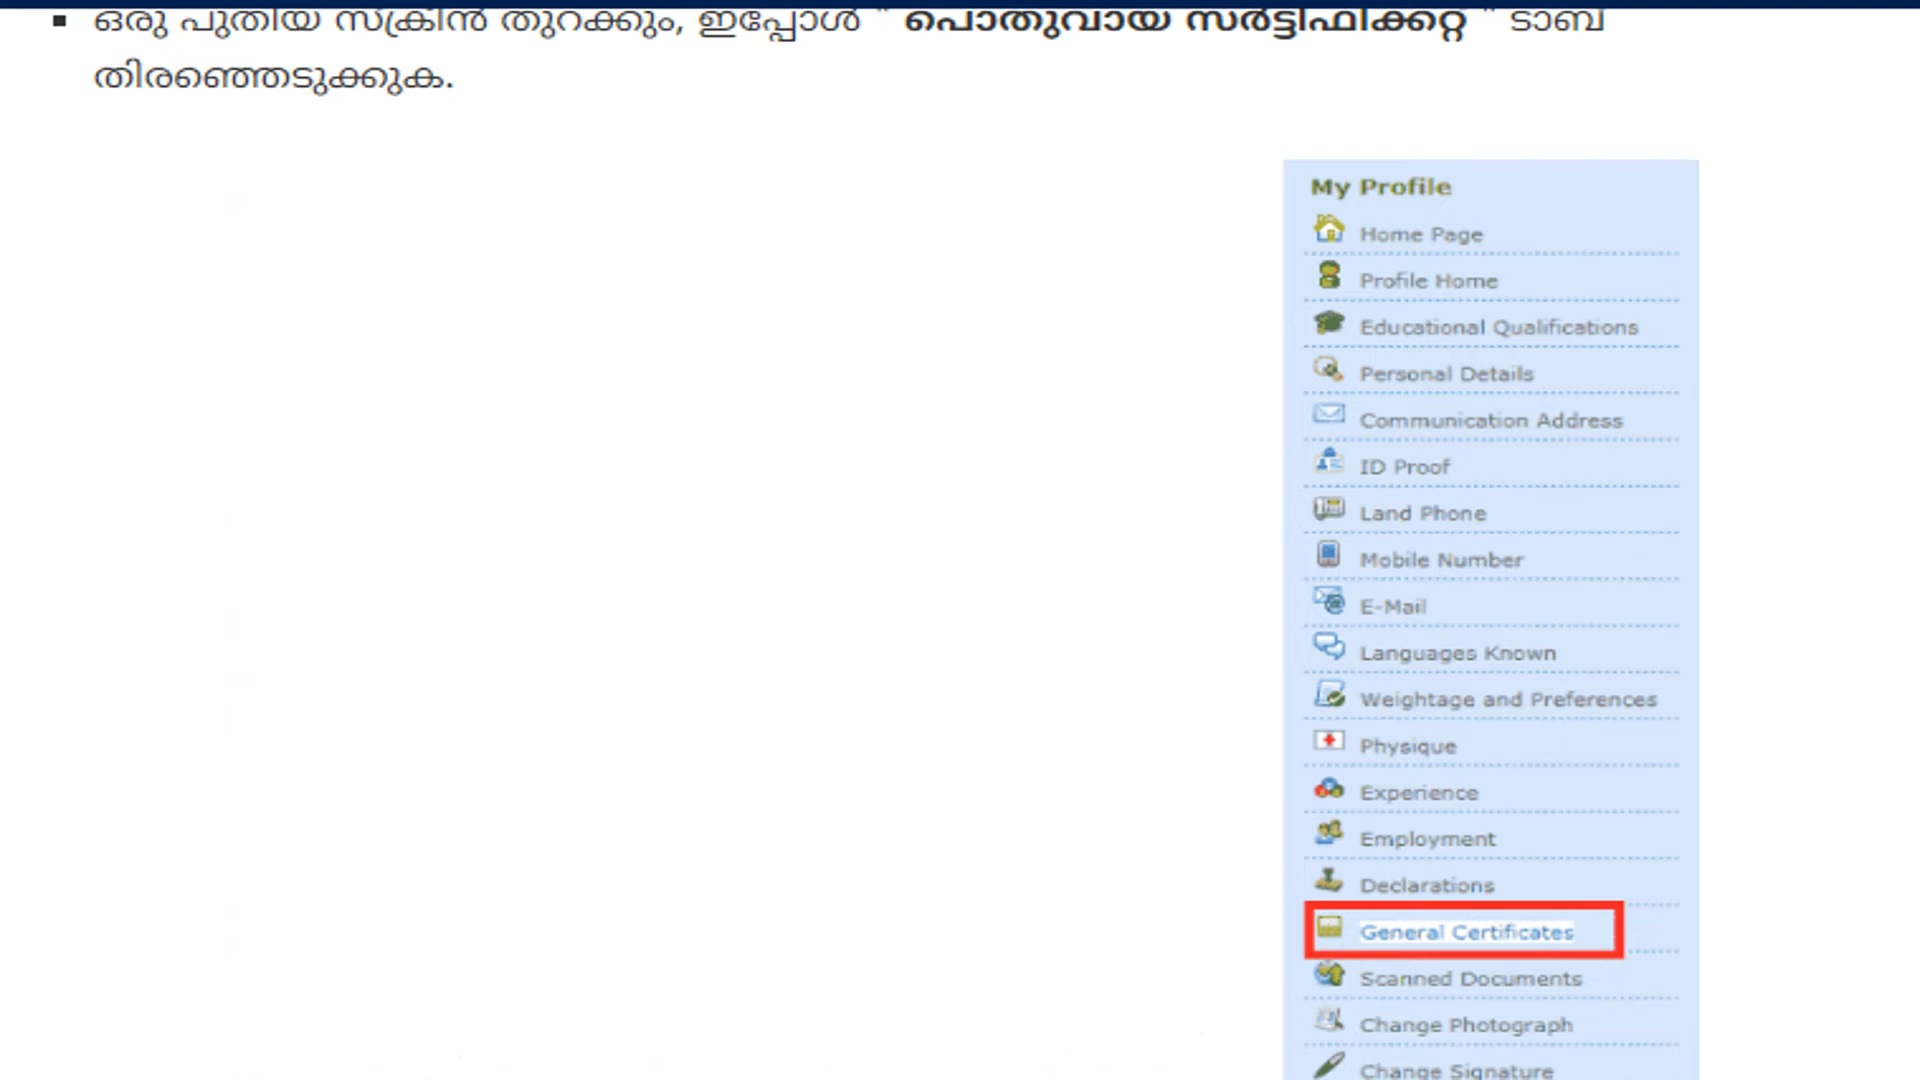 ഒരു പുതിയ സ്ക്രീൻ തുറക്കും, ഇപ്പോൾ " പൊതുവായ സർട്ടിഫിക്കറ്റ് " ടാബ്
തിരഞ്ഞെടുക്കുക.
My Profile
Home Page
Profile Home
Educational Qualifications
Personal Details
Communication Address
ID Proof
Land Phone
Mobile Number
E-Mail
Languages Known
Weightage and Preferences
Physique
Experience
Employment
Declarations
General Certificates
Scanned Documents
Change Photograph
Change Signature